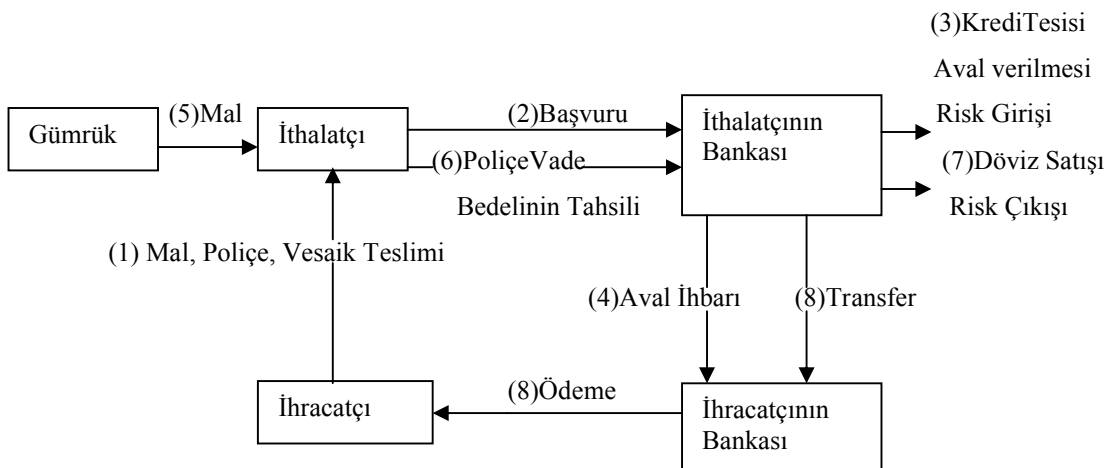 (3)KrediTesisi
Aval verilmesi
Risk Girişi
(7)Döviz Satışı
Risk Çıkışı
Gümrük
(5)Mal
İthalatçı
(2)Başvuru
(6)PoliçeVade
Bedelinin Tahsili
İthalatçının
Bankası
(1) Mal, Poliçe, Vesaik Teslimi
(4)Aval İhbarı
(8)Transfer
İhracatçı
(8)Ödeme
İhracatçının
Bankası